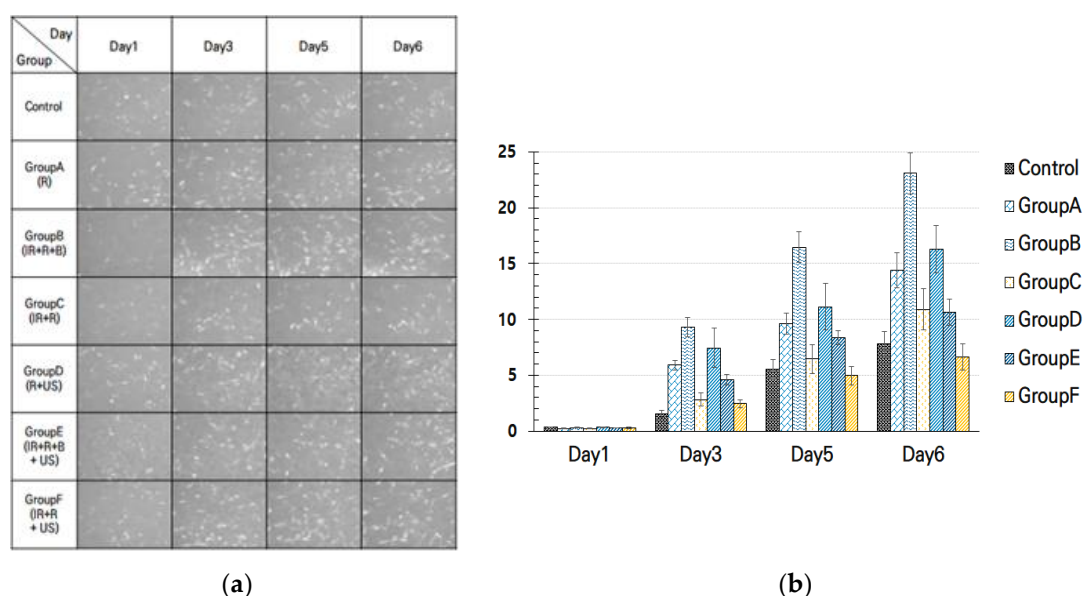 Day
Group
Day1
Day3
Day5
Day6
Control
GroupA
(R)
GroupB
(IR+R+B)
GroupC
(IR+R)
GroupD
(R+US)
GroupE
(IR+R+B
+ US)
GroupF
(IR+R
+ US)
(a)
25
20
15
10
5
0
Day1
Day3
Day5
Day6
Control
GroupA
GroupB
GroupC
GroupD
GroupE
GroupF
(b)